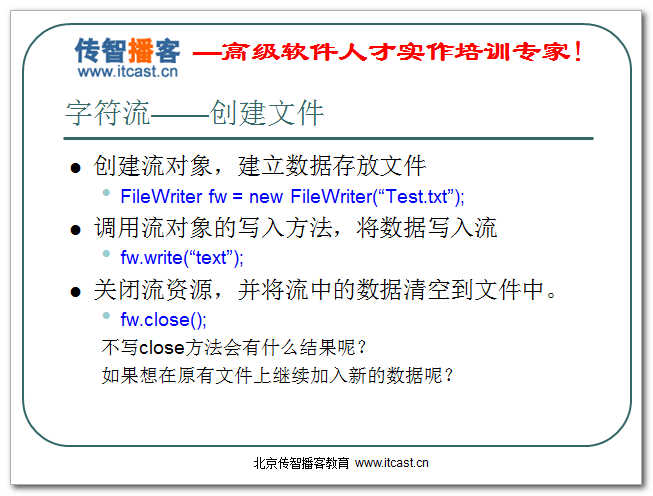 传智播客 —高级软件人才实作培训专家!
www.itcast.cn
字符流——创建文件
● 创建流对象，建立数据存放文件
• FileWriter fw = new FileWriter(“Test.txt”);
● 调用流对象的写入方法，将数据写入流
• fw.write(“text”);
● 关闭流资源，并将流中的数据清空到文件中。
• fw.close();
不写close方法会有什么结果呢？
如果想在原有文件上继续加入新的数据呢？
北京传智播客教育 www.itcast.cn